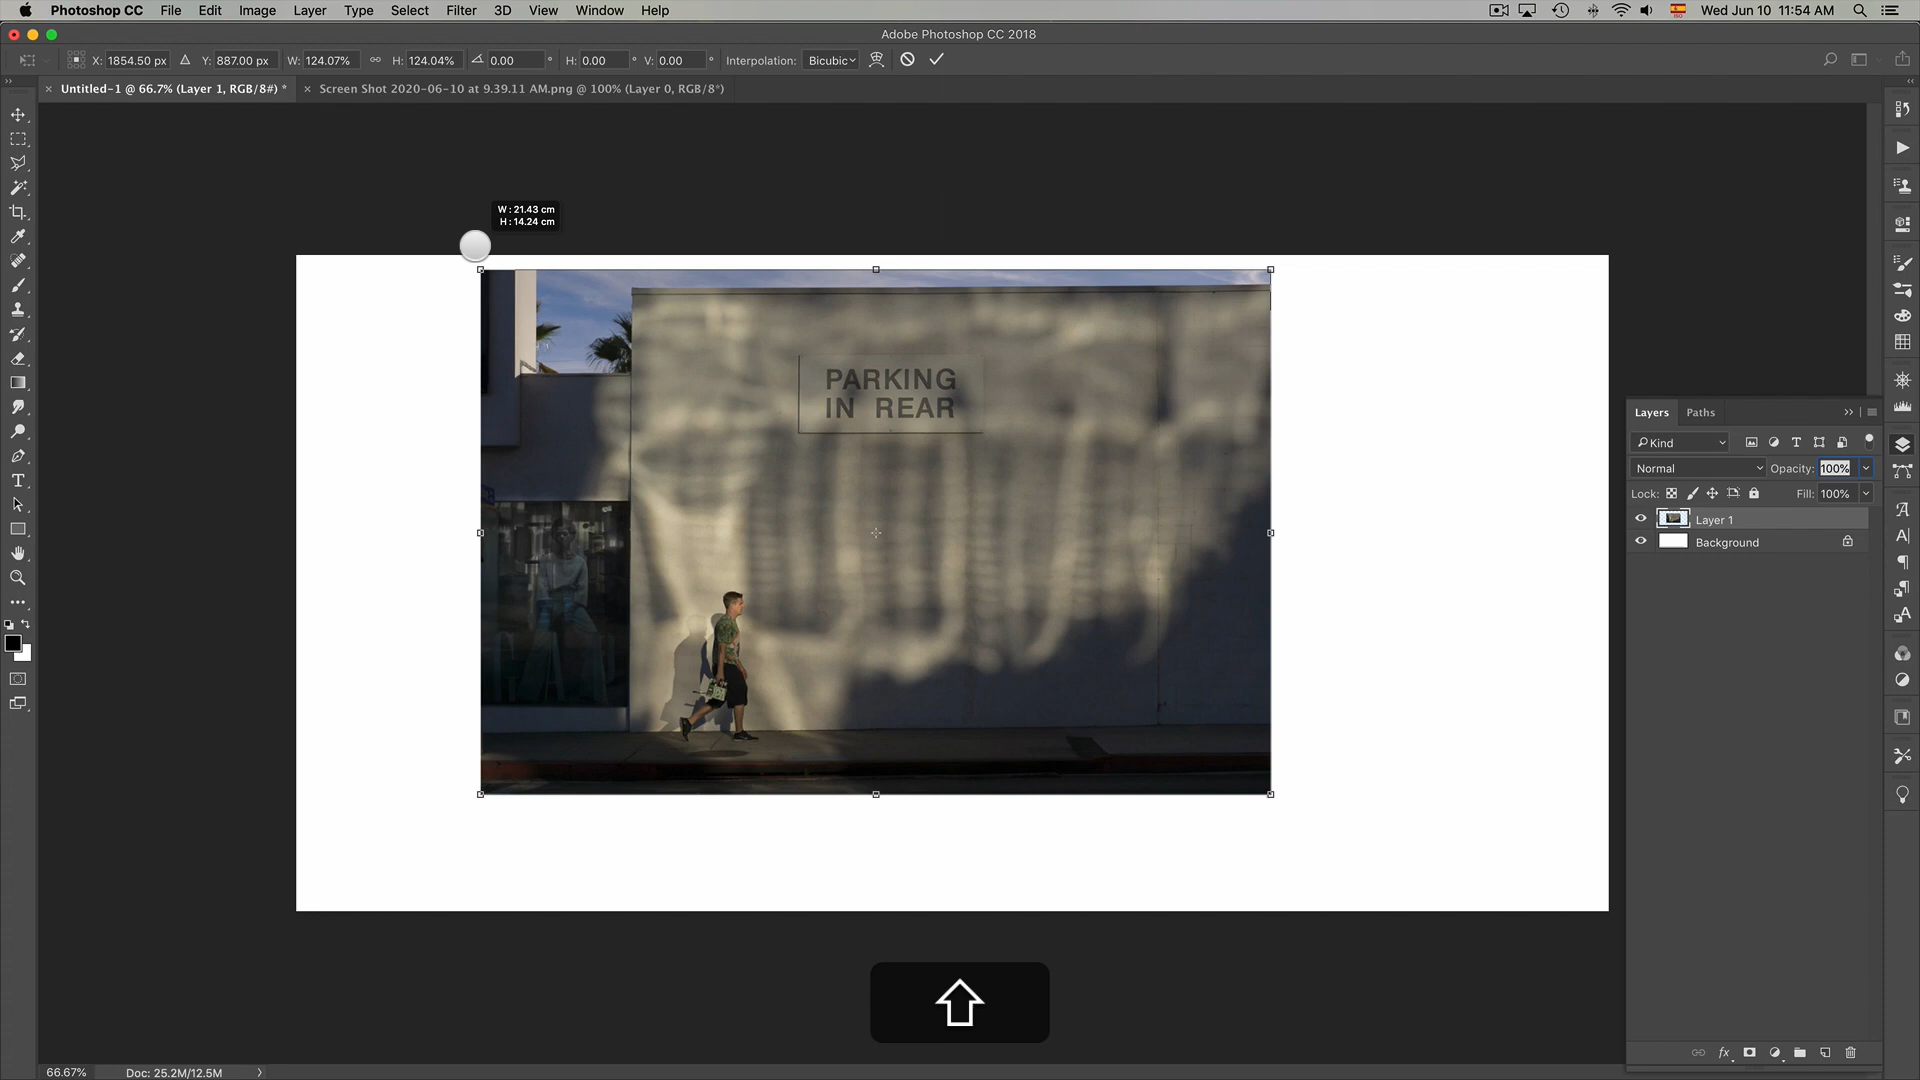 Photoshop CC File Edit Image Layer Type Select Filter 3D View Window Help Wed Jun 10 11:54 AM
Adobe Photoshop CC 2018
X: 1854.50 px Y: 887.00 px W: 124.07% H: 124.04% 0.00 ° H: 0.00 ° V: 0.00 ° Interpolation: Bicubic
× Untitled-1 @ 66.7% (Layer 1, RGB/8#) * × Screen Shot 2020-06-10 at 9.39.11 AM.png @ 100% (Layer 0, RGB/8*)
W : 21.43 cm
H : 14.24 cm
PARKING
IN REAR
Layers Paths
Kind
Normal Opacity: 100%
Lock: Fill: 100%
Layer 1
Background
fx
66.67% Doc: 25.2M/12.5M